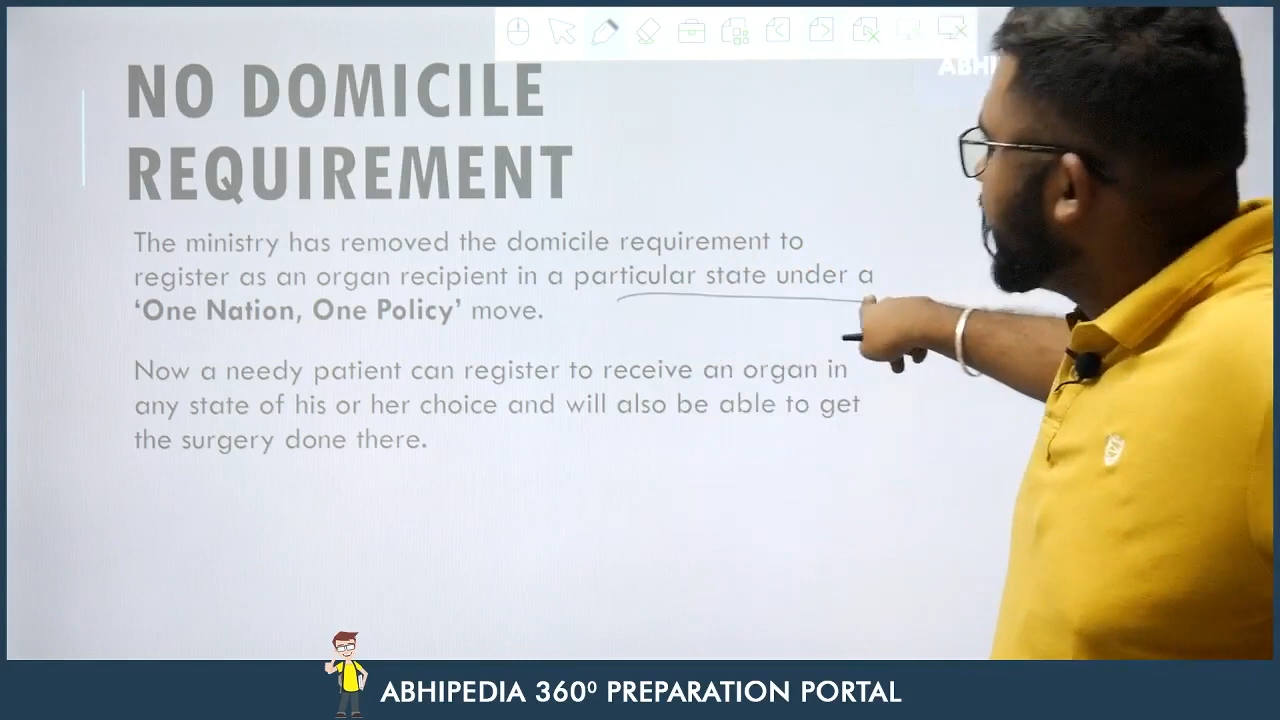 ABHI
NO DOMICILE
REQUIREMENT
The ministry has removed the domicile requirement to
register as an organ recipient in a particular state under a
‘One Nation, One Policy’ move.
Now a needy patient can register to receive an organ in
any state of his or her choice and will also be able to get
the surgery done there.
ABHIPEDIA 360⁰ PREPARATION PORTAL